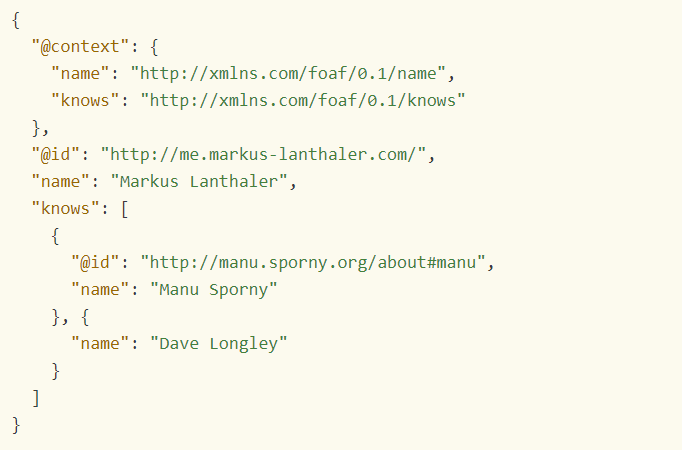 {
  "@context": {
    "name": "http://xmlns.com/foaf/0.1/name",
    "knows": "http://xmlns.com/foaf/0.1/knows"
  },
  "@id": "http://me.markus-lanthaler.com/",
  "name": "Markus Lanthaler",
  "knows": [
    {
      "@id": "http://manu.sporny.org/about#manu",
      "name": "Manu Sporny"
    }, {
      "name": "Dave Longley"
    }
  ]
}